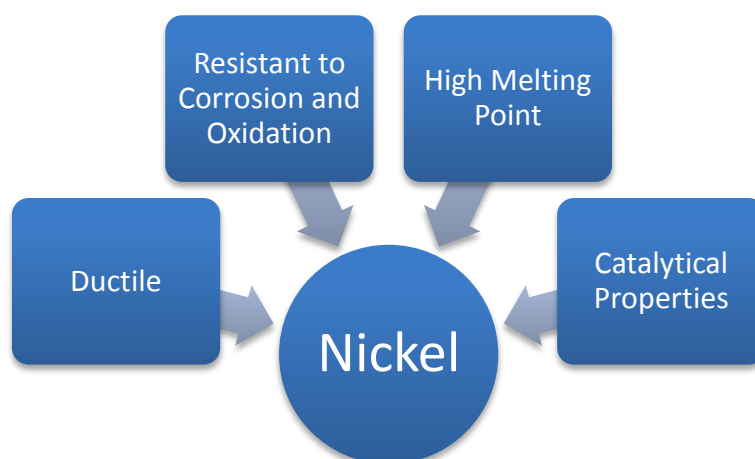 Resistant to
Corrosion and
Oxidation
High Melting
Point
Ductile
Catalytical
Properties
Nickel